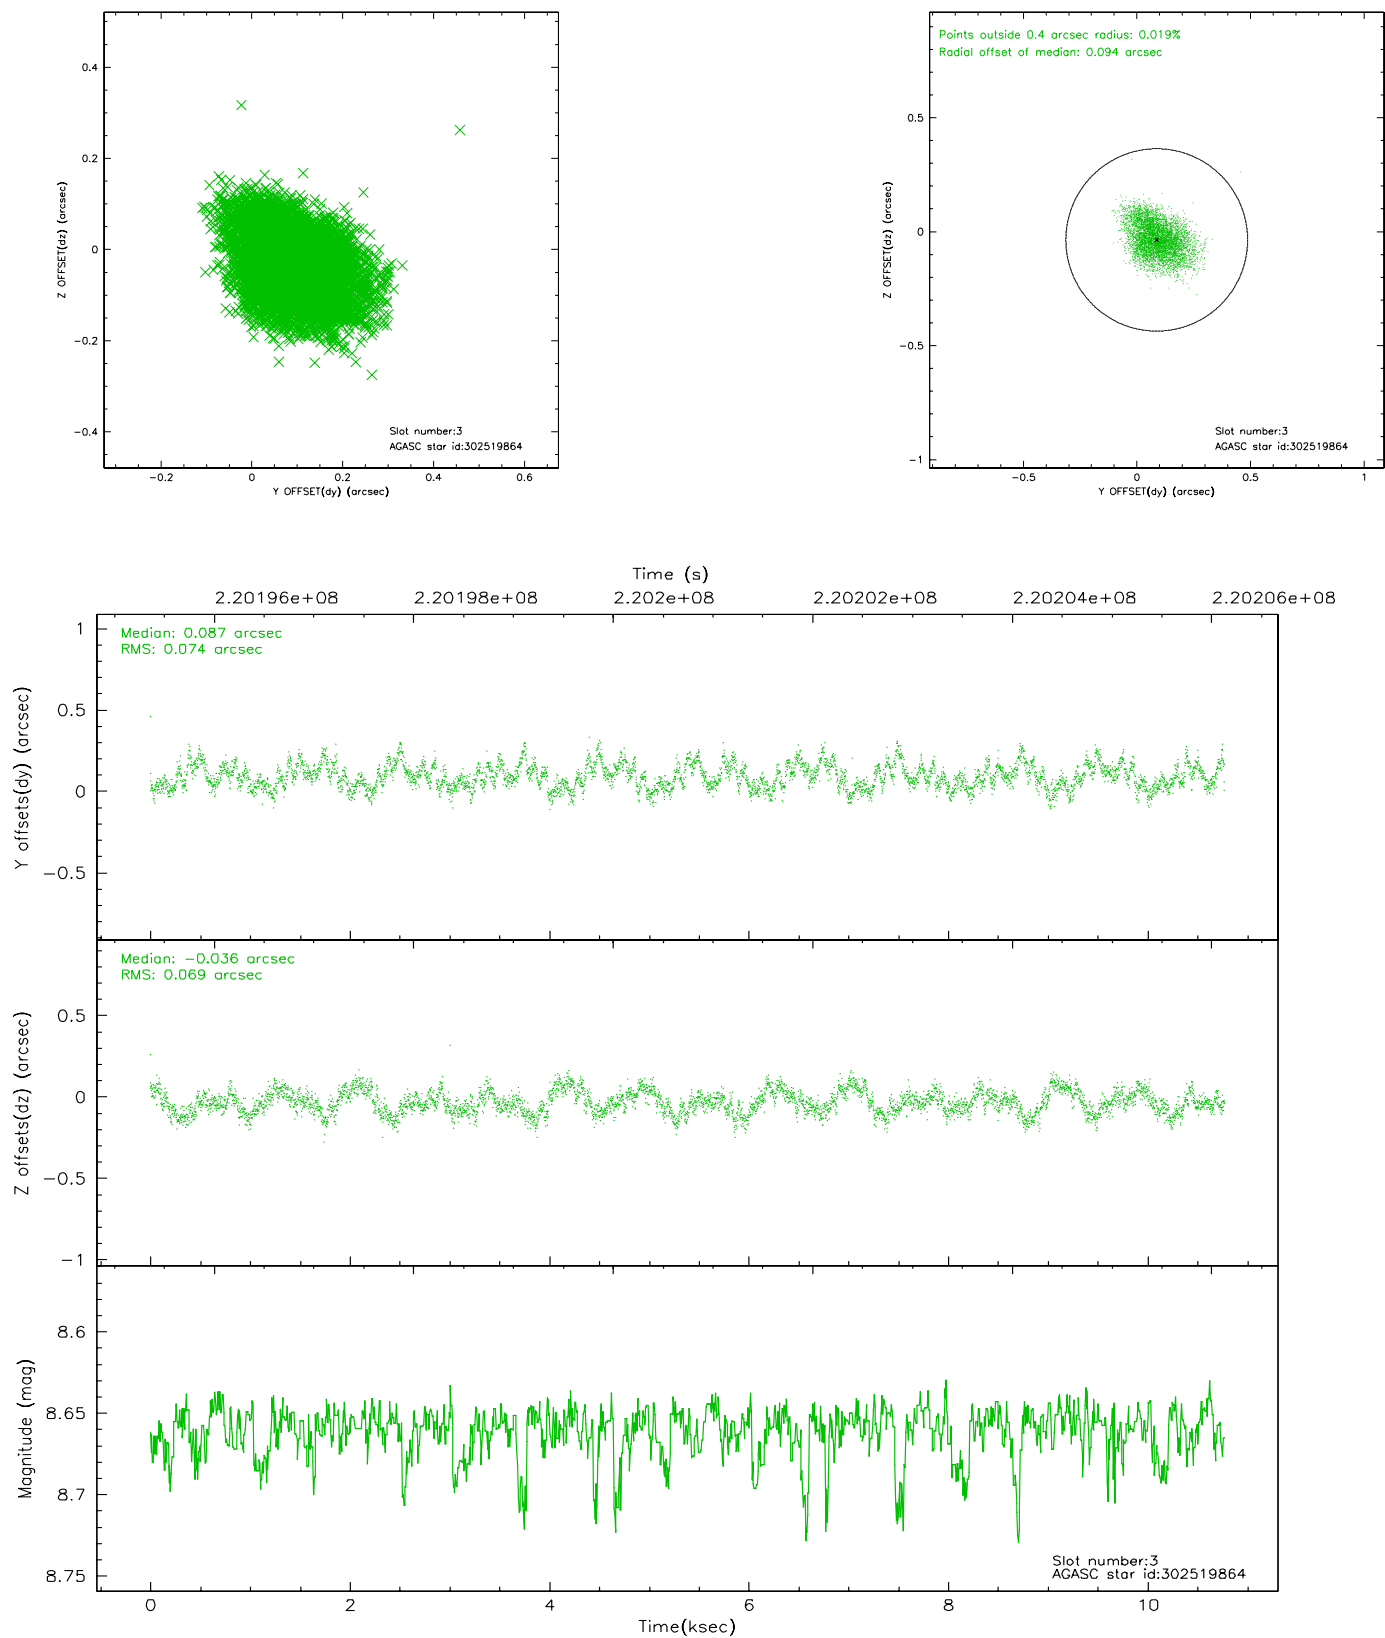 0.4
0.2
0
−0.2
−0.4
Z OFFSET(dz) (arcsec)
−0.2
0
0.2
0.4
0.6
Y OFFSET(dy) (arcsec)
Slot number:3
AGASC star id:302519864
Points outside 0.4 arcsec radius: 0.019%
Radial offset of median: 0.094 arcsec
0.5
0
−0.5
−1
Z OFFSET(dz) (arcsec)
−0.5
0
0.5
1
Y OFFSET(dy) (arcsec)
Slot number:3
AGASC star id:302519864
Time (s)
2.20196e+08
2.20198e+08
2.202e+08
2.20202e+08
2.20204e+08
2.20206e+08
Median: 0.087 arcsec
RMS: 0.074 arcsec
1
0.5
0
−0.5
Y offsets(dy) (arcsec)
Median: −0.036 arcsec
RMS: 0.069 arcsec
0.5
0
−0.5
−1
Z offsets(dz) (arcsec)
8.6
8.65
8.7
8.75
Magnitude (mag)
Slot number:3
AGASC star id:302519864
0
2
4
6
8
10
Time(ksec)